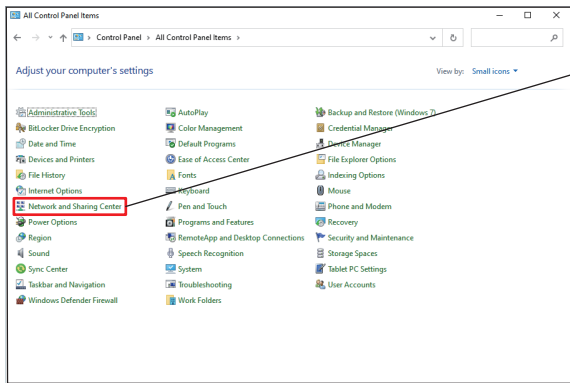 All Control Panel Items
Control Panel > All Control Panel Items >
Adjust your computer's settings
View by: Small icons
Administrative Tools
BitLocker Drive Encryption
Date and Time
Devices and Printers
File History
Internet Options
Network and Sharing Center
Power Options
Region
Sound
Sync Center
Taskbar and Navigation
Windows Defender Firewall
AutoPlay
Color Management
Default Programs
Ease of Access Center
Fonts
Keyboard
Pen and Touch
Programs and Features
RemoteApp and Desktop Connections
Speech Recognition
System
Troubleshooting
Work Folders
Backup and Restore (Windows 7)
Credential Manager
Device Manager
File Explorer Options
Indexing Options
Mouse
Phone and Modem
Recovery
Security and Maintenance
Storage Spaces
Tablet PC Settings
User Accounts